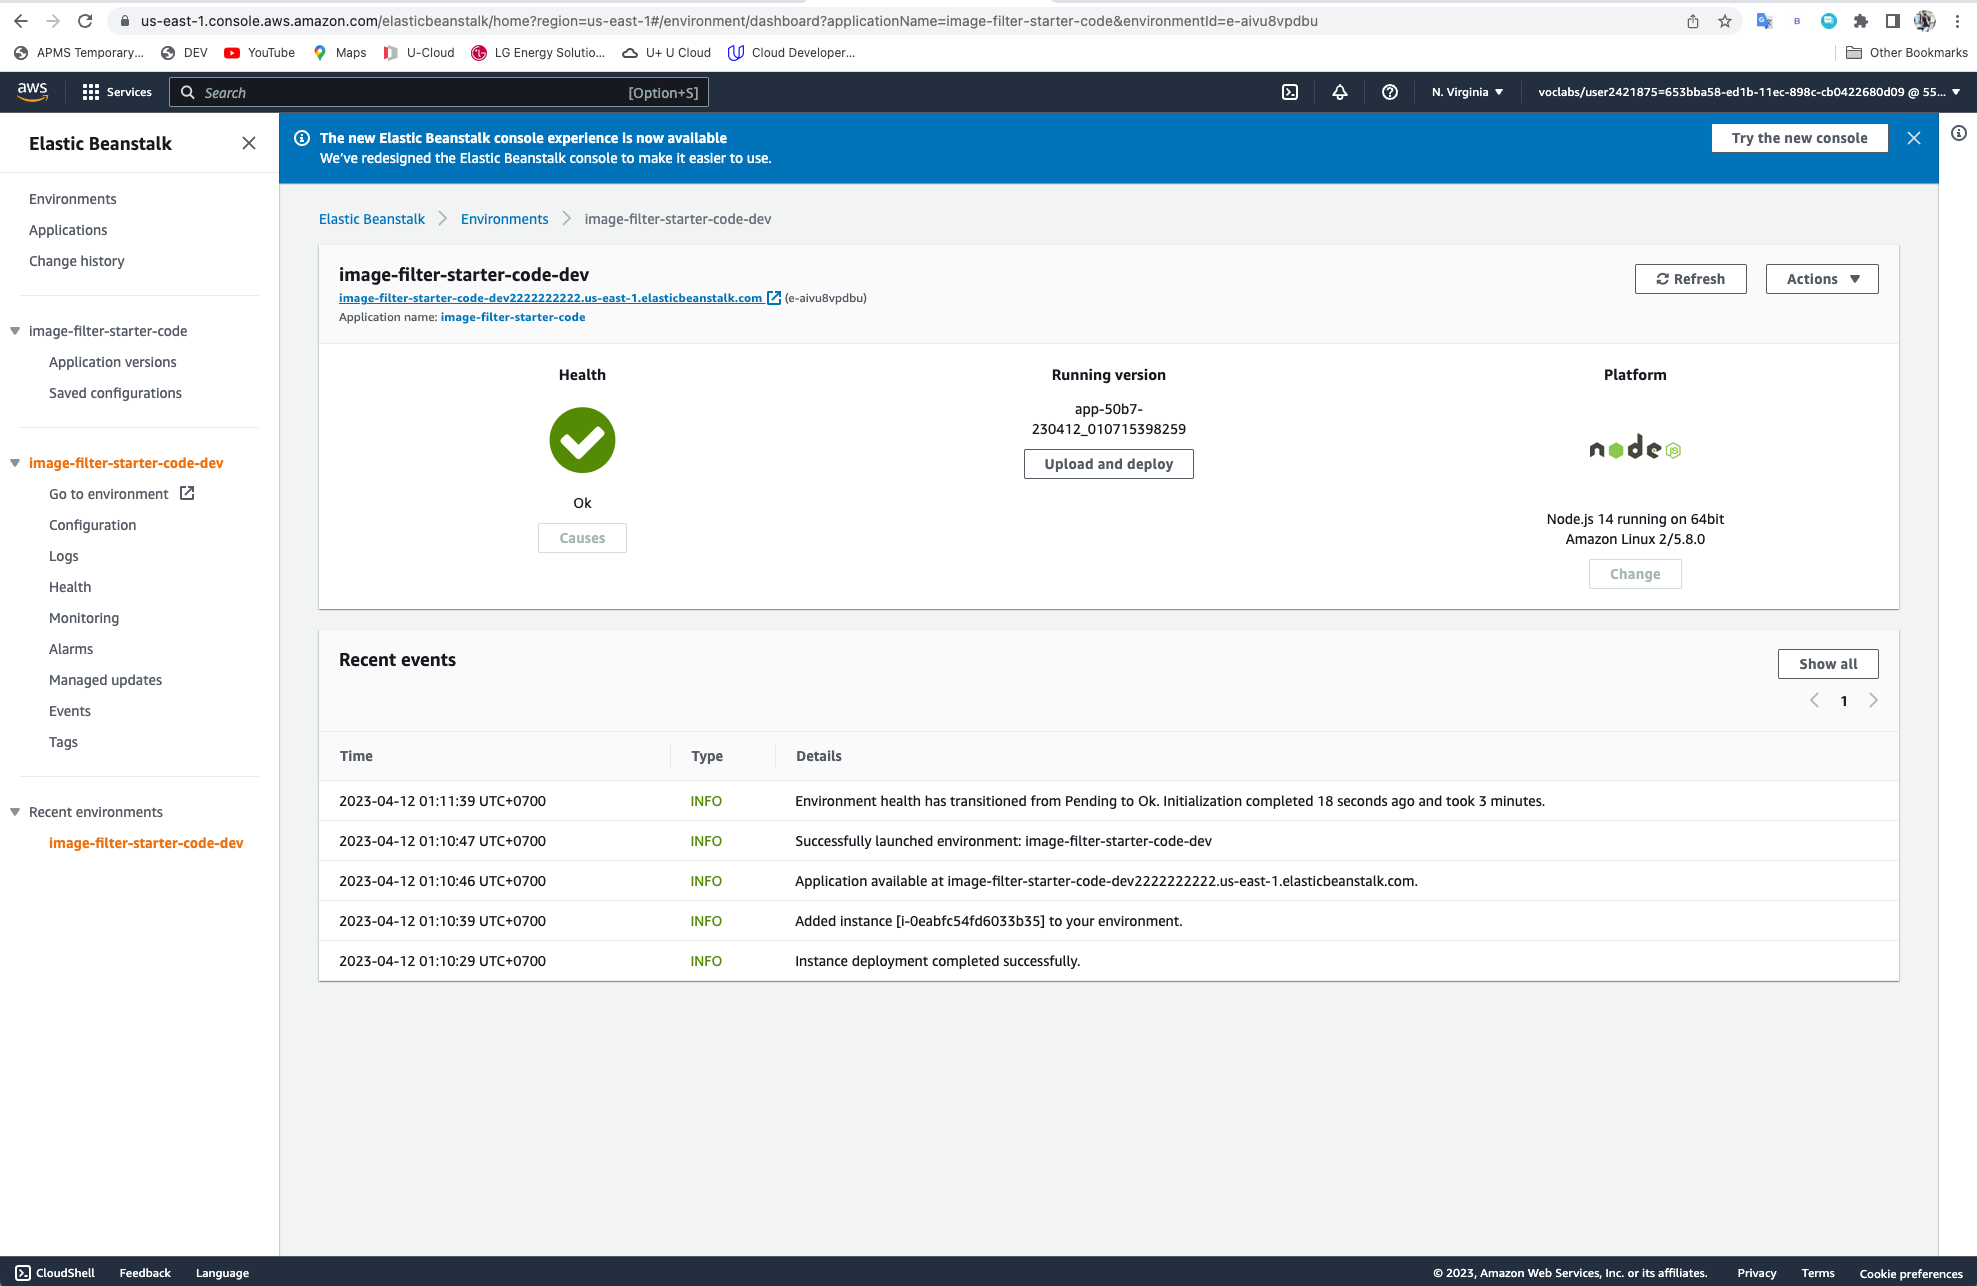 us-east-1.console.aws.amazon.com/elasticbeanstalk/home?region=us-east-1#/environment/dashboard?applicationName=image-filter-starter-code&environmentId=e-aivu8vpdbu
APMS Temporary... DEV YouTube Maps U-Cloud LG Energy Solutio... U+ U Cloud Cloud Developer... Other Bookmarks
aws Services Search [Option+S] N. Virginia ▼ voclabs/user2421875=653bba58-ed1b-11ec-898c-cb0422680d09 @ 55... ▼
Elastic Beanstalk
Environments
Applications
Change history
image-filter-starter-code
Application versions
Saved configurations
image-filter-starter-code-dev
Go to environment
Configuration
Logs
Health
Monitoring
Alarms
Managed updates
Events
Tags
Recent environments
image-filter-starter-code-dev
The new Elastic Beanstalk console experience is now available
We've redesigned the Elastic Beanstalk console to make it easier to use.
Try the new console
Elastic Beanstalk > Environments > image-filter-starter-code-dev
image-filter-starter-code-dev
image-filter-starter-code-dev2222222222.us-east-1.elasticbeanstalk.com (e-aivu8vpdbu)
Application name: image-filter-starter-code
Refresh
Actions ▼
Health
Ok
Causes
Running version
app-50b7-
230412_010715398259
Upload and deploy
Platform
node JS
Node.js 14 running on 64bit
Amazon Linux 2/5.8.0
Change
Recent events
Show all
< 1 >
Time Type Details
2023-04-12 01:11:39 UTC+0700 INFO Environment health has transitioned from Pending to Ok. Initialization completed 18 seconds ago and took 3 minutes.
2023-04-12 01:10:47 UTC+0700 INFO Successfully launched environment: image-filter-starter-code-dev
2023-04-12 01:10:46 UTC+0700 INFO Application available at image-filter-starter-code-dev2222222222.us-east-1.elasticbeanstalk.com.
2023-04-12 01:10:39 UTC+0700 INFO Added instance [i-0eabfc54fd6033b35] to your environment.
2023-04-12 01:10:29 UTC+0700 INFO Instance deployment completed successfully.
CloudShell Feedback Language © 2023, Amazon Web Services, Inc. or its affiliates. Privacy Terms Cookie preferences